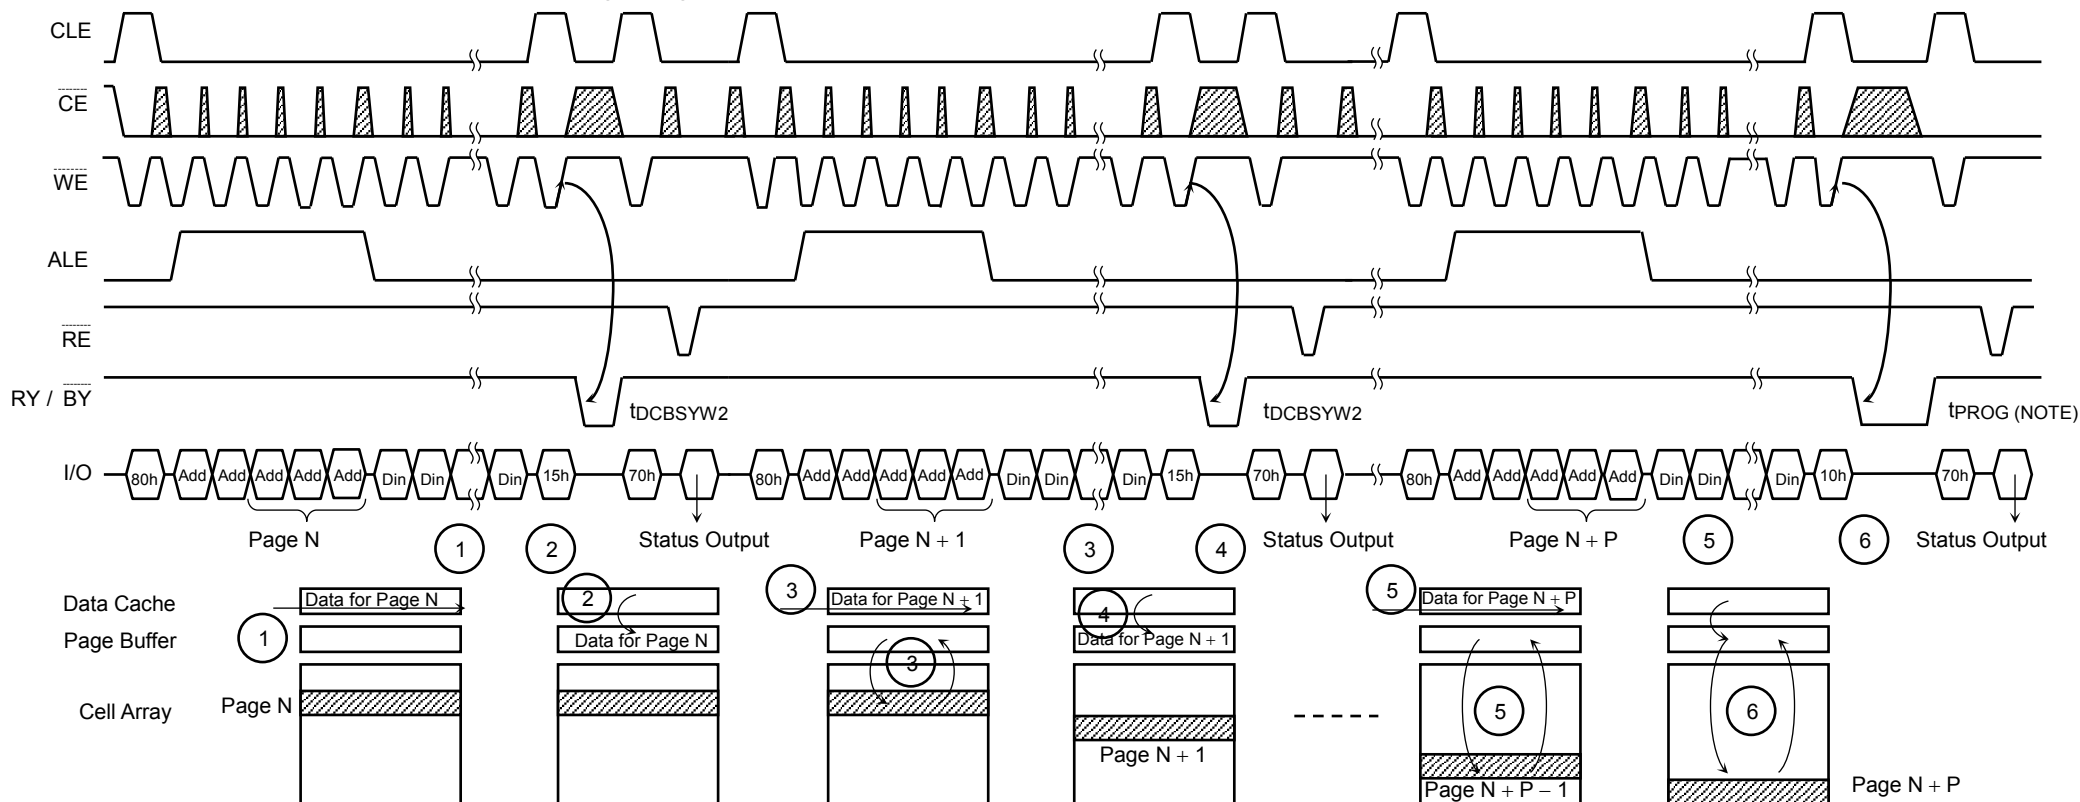 CLE
CE
WE
ALE
RE
RY / BY
tDCBSYW2 tDCBSYW2 tPROG (NOTE)
I/O 80h Add Add Add Add Add Din Din Din 15h 70h 80h Add Add Add Add Add Din Din Din 15h 70h 80h Add Add Add Add Add Din Din Din 10h 70h
Page N 1 2 Status Output Page N + 1 3 4 Status Output Page N + P 5 6 Status Output
Data Cache Data for Page N 2 3 Data for Page N + 1 4 5 Data for Page N + P
Page Buffer 1 Data for Page N 3 Data for Page N + 1
Cell Array Page N 5 6
Page N + 1
Page N + P − 1 Page N + P